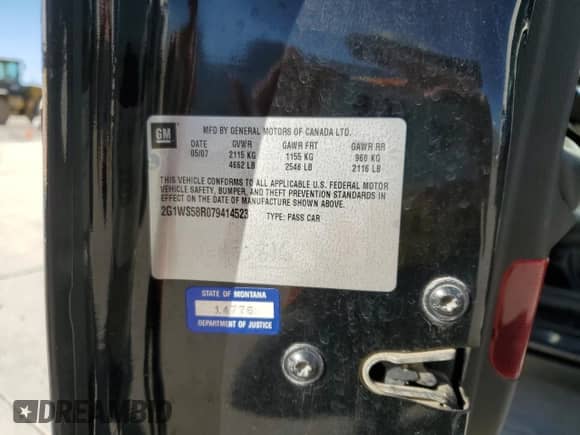 GM
MFD BY GENERAL MOTORS OF CANADA LTD.
DATE GVWR GAWR FRT GAWR RR
05/07 2115 KG 1155 KG 960 KG
4662 LB 2546 LB 2116 LB
THIS VEHICLE CONFORMS TO ALL APPLICABLE U.S. FEDERAL MOTOR
VEHICLE SAFETY, BUMPER, AND THEFT PREVENTION STANDARDS IN
EFFECT ON THE DATE OF MANUFACTURE SHOWN ABOVE.
2G1WS58R079414523 TYPE: PASS CAR
STATE OF MONTANA
14776
DEPARTMENT OF JUSTICE
DREAMBID